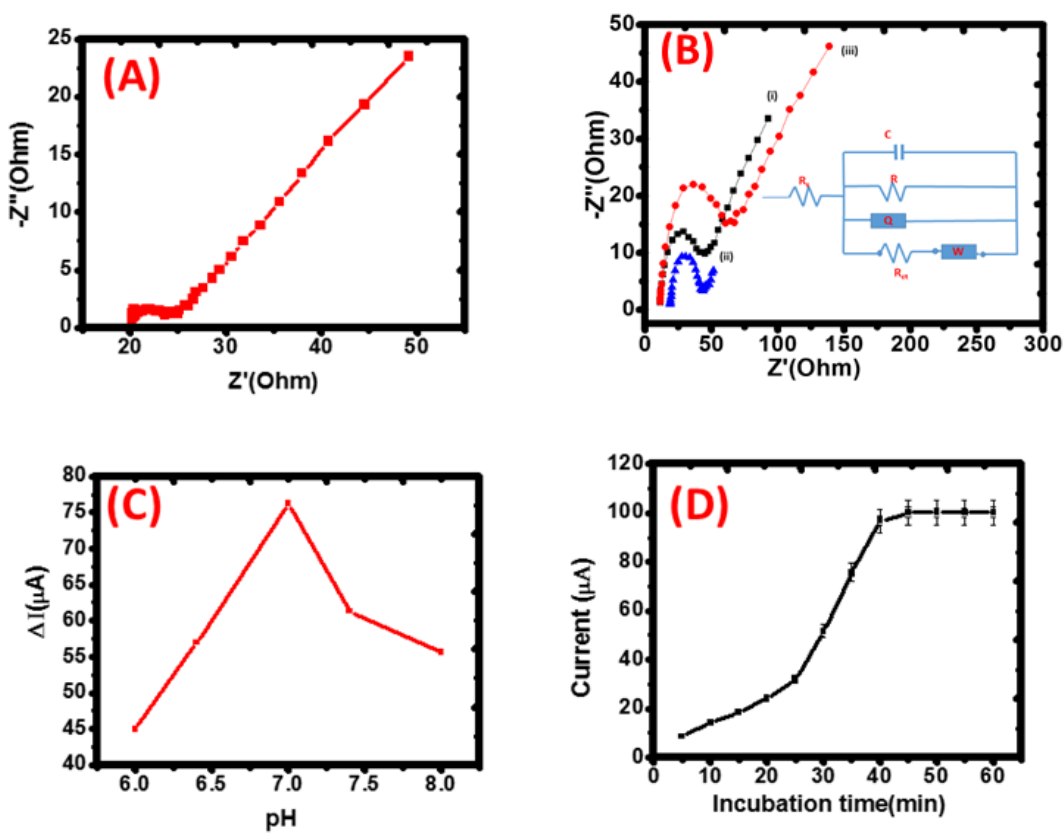 (A)
25
20
15
10
5
0
-Z''(Ohm)
20 30 40 50
Z'(Ohm)
(B)
50
40
30
20
10
0
-Z''(Ohm)
(i)
(ii)
(iii)
C
R
Q
W
0 50 100 150 200 250 300
Z'(Ohm)
(C)
80
75
70
65
60
55
50
45
40
ΔI(μA)
6.0 6.5 7.0 7.5 8.0
pH
(D)
120
100
80
60
40
20
0
Current (μA)
0 10 20 30 40 50 60
Incubation time(min)